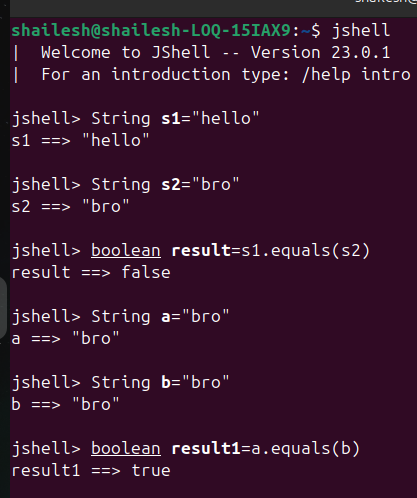 shailesh@shailesh-LOQ-15IAX9:~$ jshell
|  Welcome to JShell -- Version 23.0.1
|  For an introduction type: /help intro
jshell> String s1="hello"
s1 ==> "hello"
jshell> String s2="bro"
s2 ==> "bro"
jshell> boolean result=s1.equals(s2)
result ==> false
jshell> String a="bro"
a ==> "bro"
jshell> String b="bro"
b ==> "bro"
jshell> boolean result1=a.equals(b)
result1 ==> true